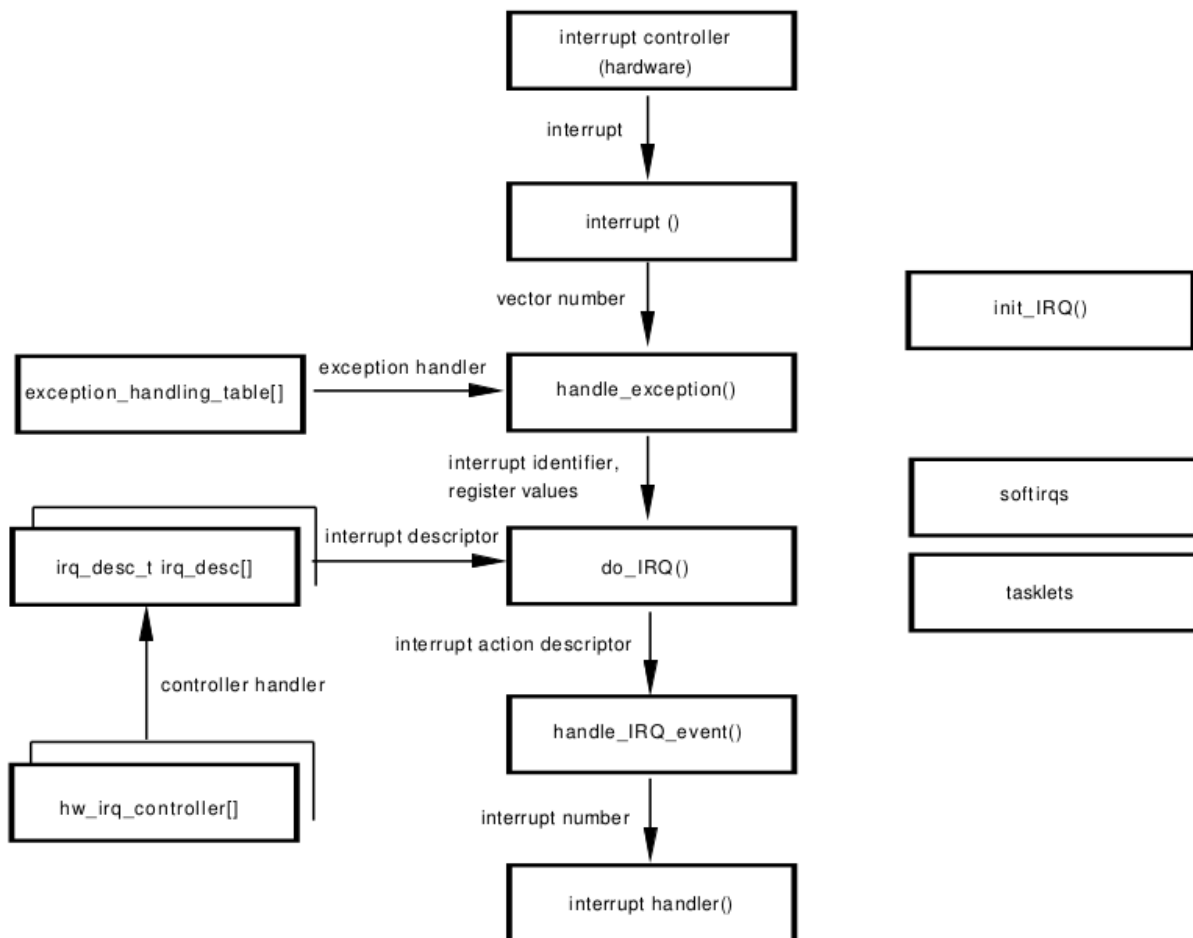 interrupt controller
(hardware)
interrupt
interrupt ()
vector number
init_IRQ()
exception handler
exception_handling_table[]
handle_exception()
interrupt identifier,
register values
softirqs
interrupt descriptor
irq_desc_t irq_desc[]
do_IRQ()
tasklets
interrupt action descriptor
controller handler
handle_IRQ_event()
hw_irq_controller[]
interrupt number
interrupt handler()